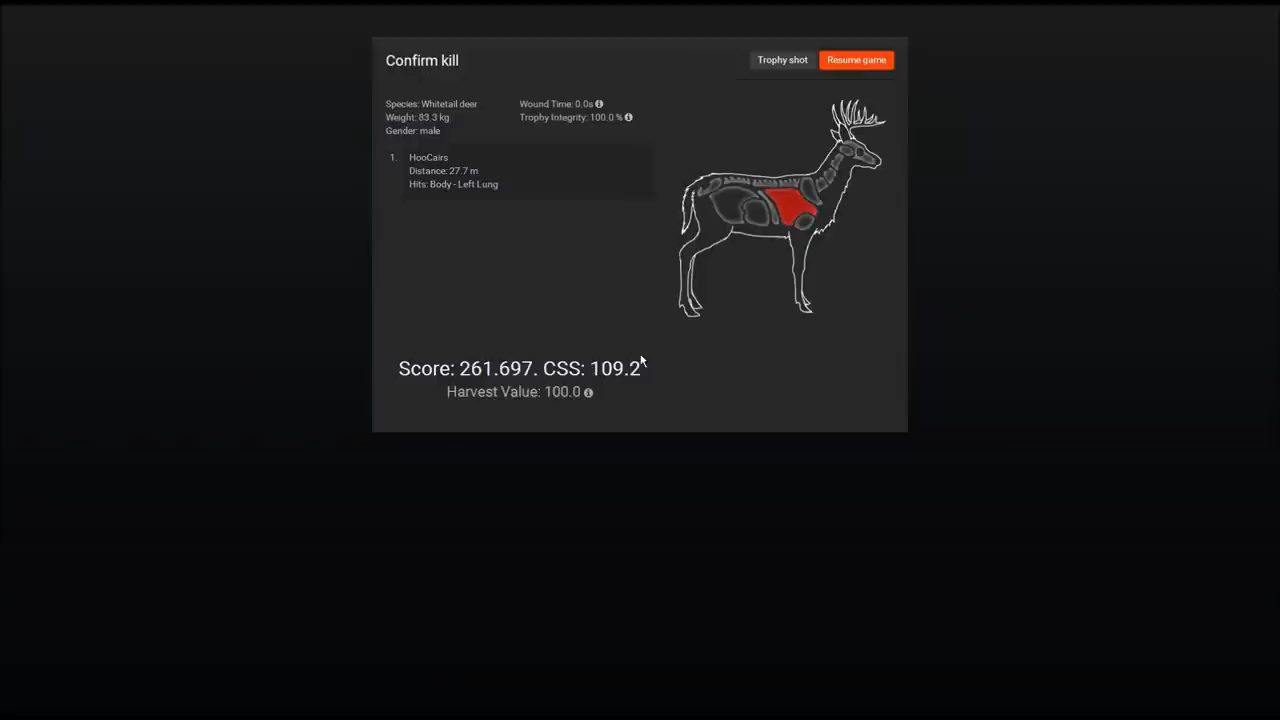 Confirm kill
Trophy shot
Resume game
Species: Whitetail deer
Weight: 83.3 kg
Gender: male
Wound Time: 0.0s
Trophy Integrity: 100.0 %
1.
HooCairs
Distance: 27.7 m
Hits: Body - Left Lung
Score: 261.697. CSS: 109.2
Harvest Value: 100.0